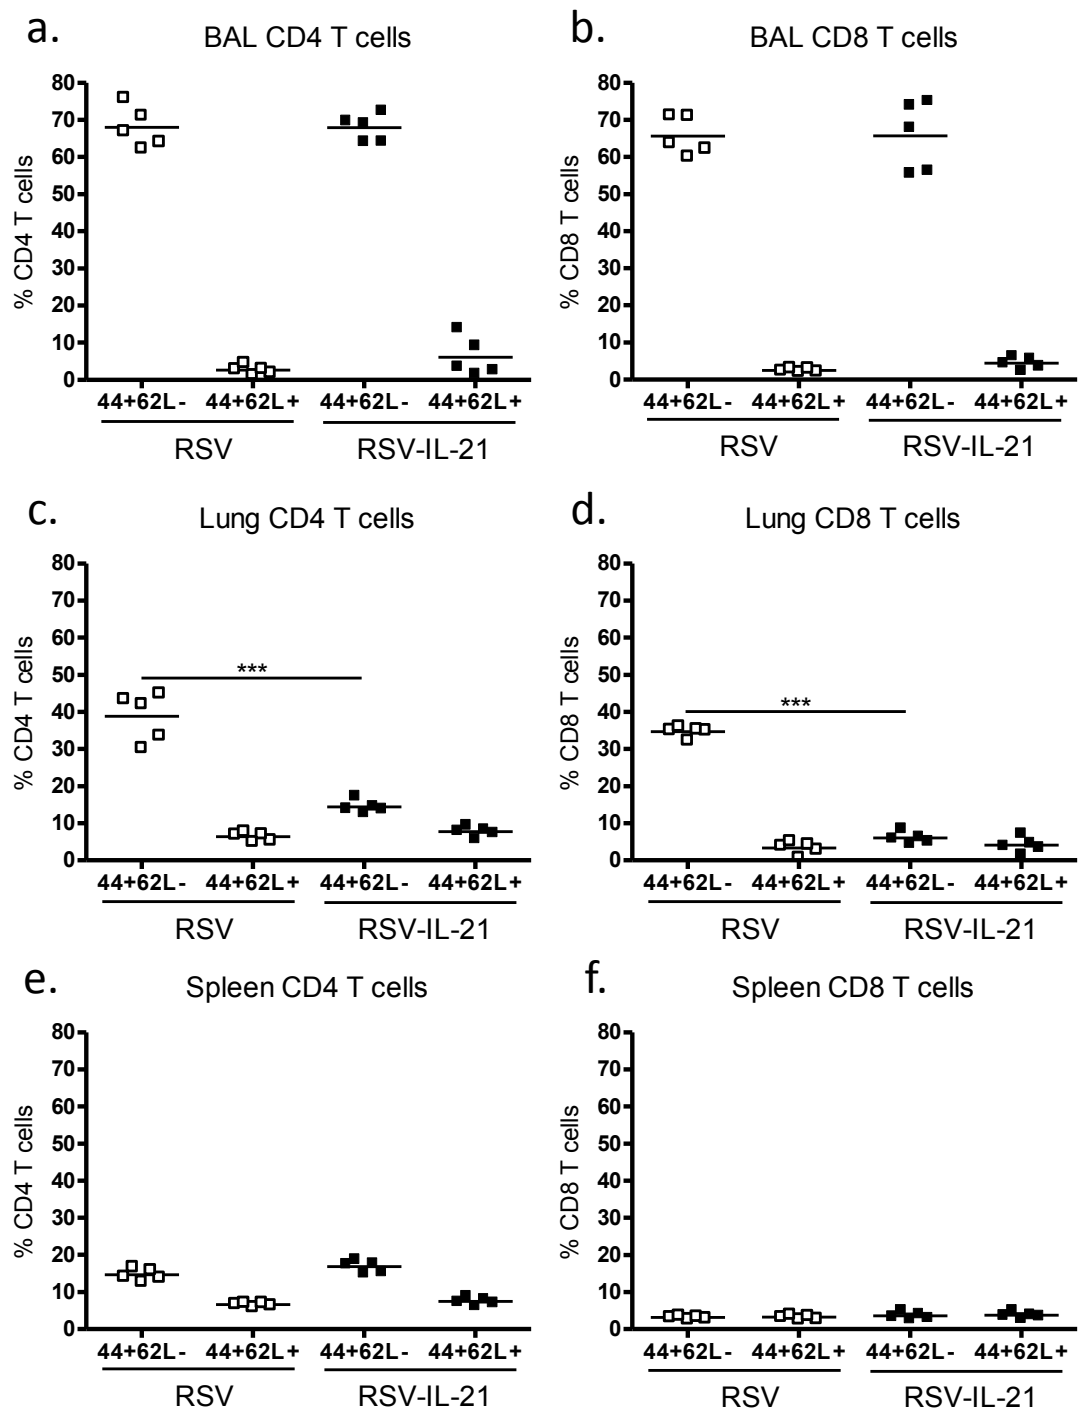 a.
BAL CD4 T cells
% CD4 T cells
80
70
60
50
40
30
20
10
0
44+62L- 44+62L+ 44+62L- 44+62L+
RSV RSV-IL-21
b.
BAL CD8 T cells
% CD8 T cells
80
70
60
50
40
30
20
10
0
44+62L- 44+62L+ 44+62L- 44+62L+
RSV RSV-IL-21
c.
Lung CD4 T cells
% CD4 T cells
80
70
60
50
40
30
20
10
0
***
44+62L- 44+62L+ 44+62L- 44+62L+
RSV RSV-IL-21
d.
Lung CD8 T cells
% CD8 T cells
80
70
60
50
40
30
20
10
0
***
44+62L- 44+62L+ 44+62L- 44+62L+
RSV RSV-IL-21
e.
Spleen CD4 T cells
% CD4 T cells
80
70
60
50
40
30
20
10
0
44+62L- 44+62L+ 44+62L- 44+62L+
RSV RSV-IL-21
f.
Spleen CD8 T cells
% CD8 T cells
80
70
60
50
40
30
20
10
0
44+62L- 44+62L+ 44+62L- 44+62L+
RSV RSV-IL-21